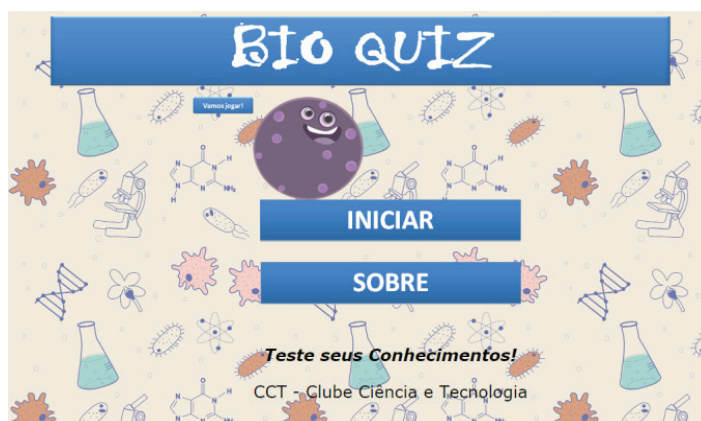 BIO QUIZ
Vamos jogar!
INICIAR
SOBRE
Teste seus Conhecimentos!
CCT - Clube Ciência e Tecnologia